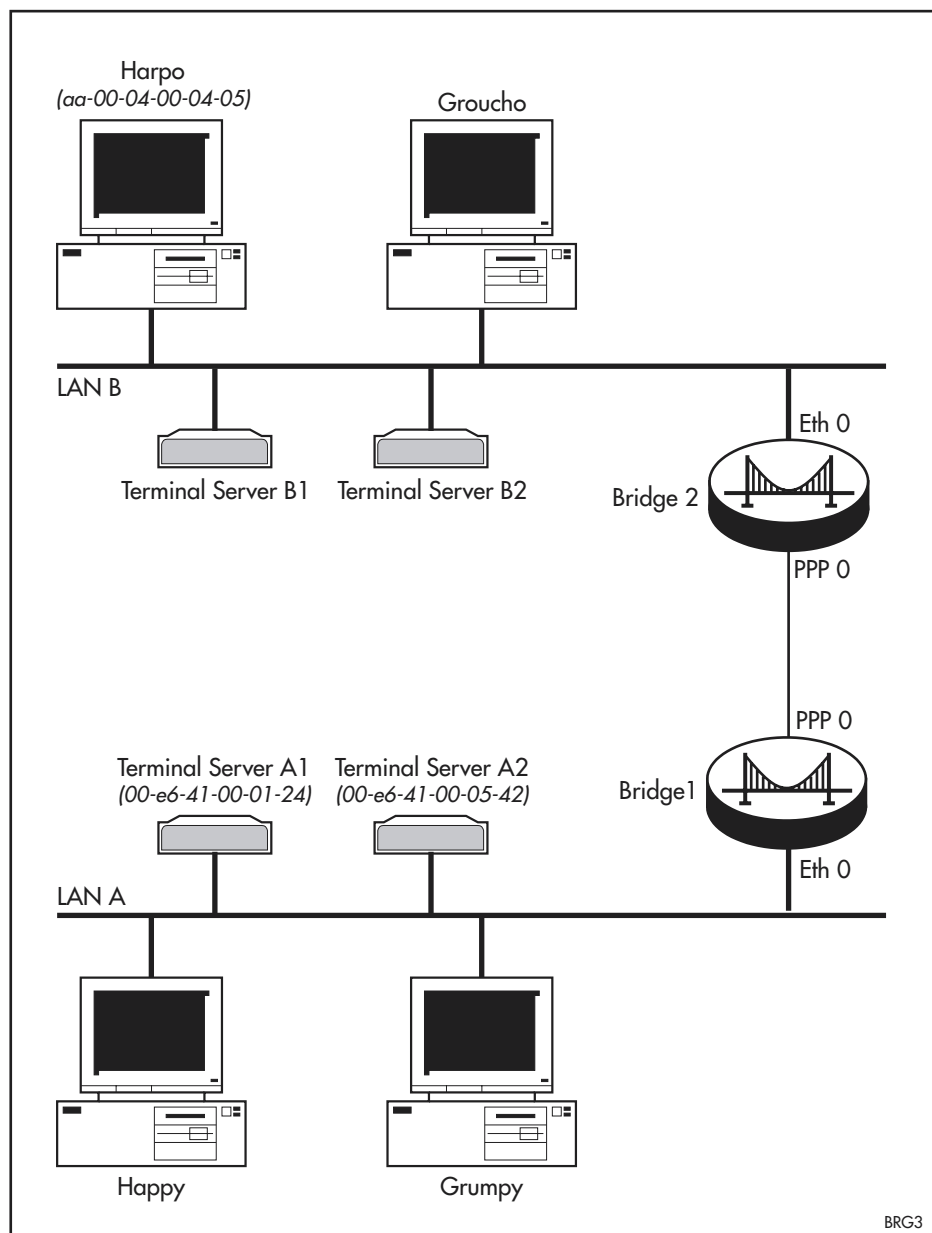 Harpo
(aa-00-04-00-04-05)
Groucho
LAN B
Eth 0
Terminal Server B1
Terminal Server B2
Bridge 2
PPP 0
PPP 0
Terminal Server A1
(00-e6-41-00-01-24)
Terminal Server A2
(00-e6-41-00-05-42)
Bridge1
Eth 0
LAN A
Happy
Grumpy
BRG3